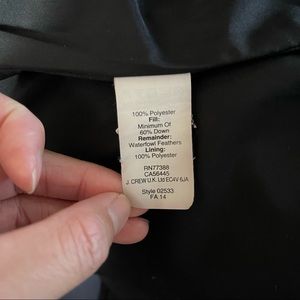 100% Polyester
Fill:
Minimum Of
60% Down
Remainder:
Waterfowl Feathers
Lining:
100% Polyester
RN77388
CA56445
J. CREW U.K. Ltd EC4V 6JA
Style 02533
FA 14